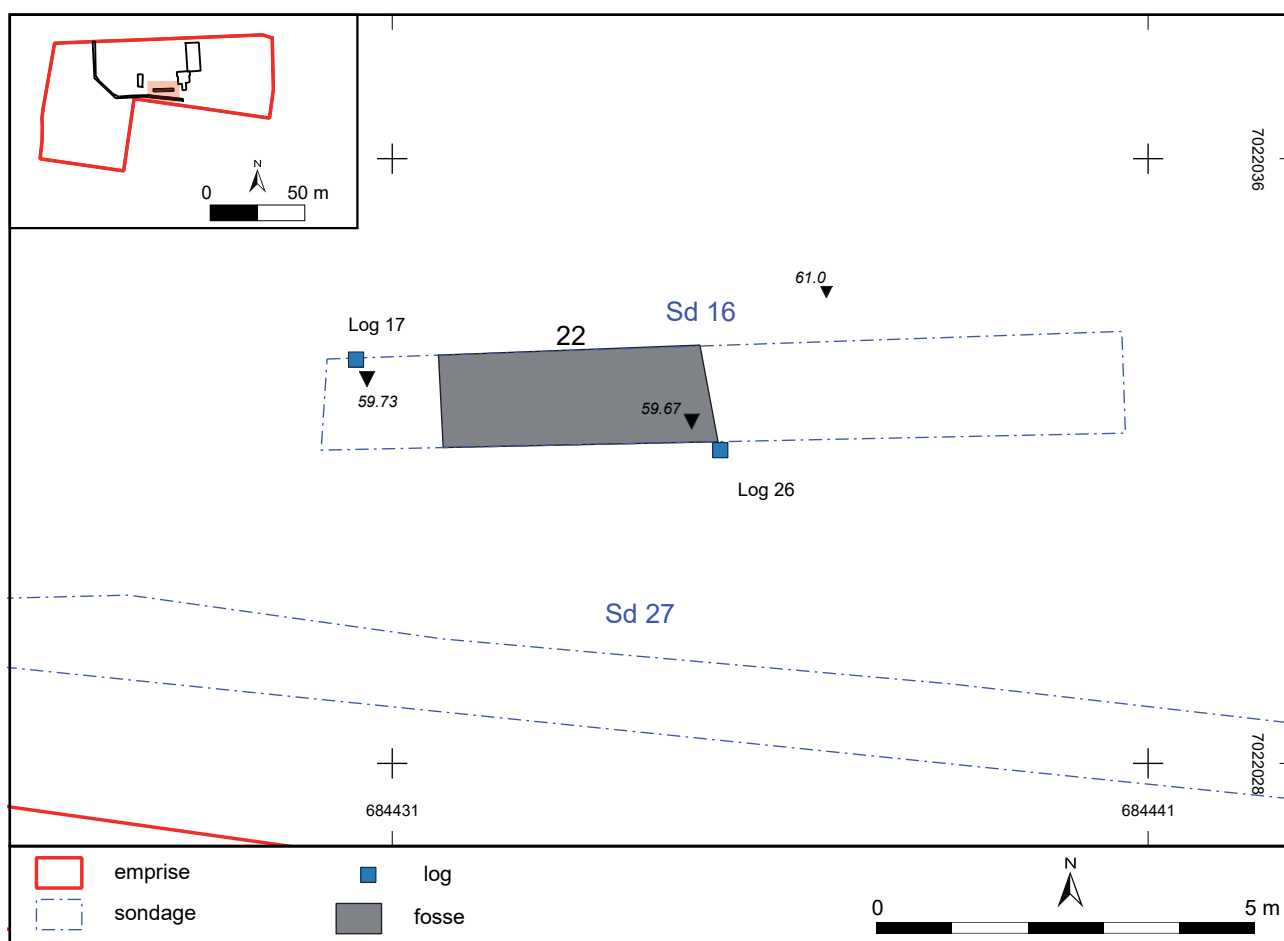 N
0 50 m
7022036
61.0
Sd 16
Log 17
22
59.73
59.67
Log 26
Sd 27
7022028
684431
684441
emprise
log
sondage
fosse
N
0 5 m